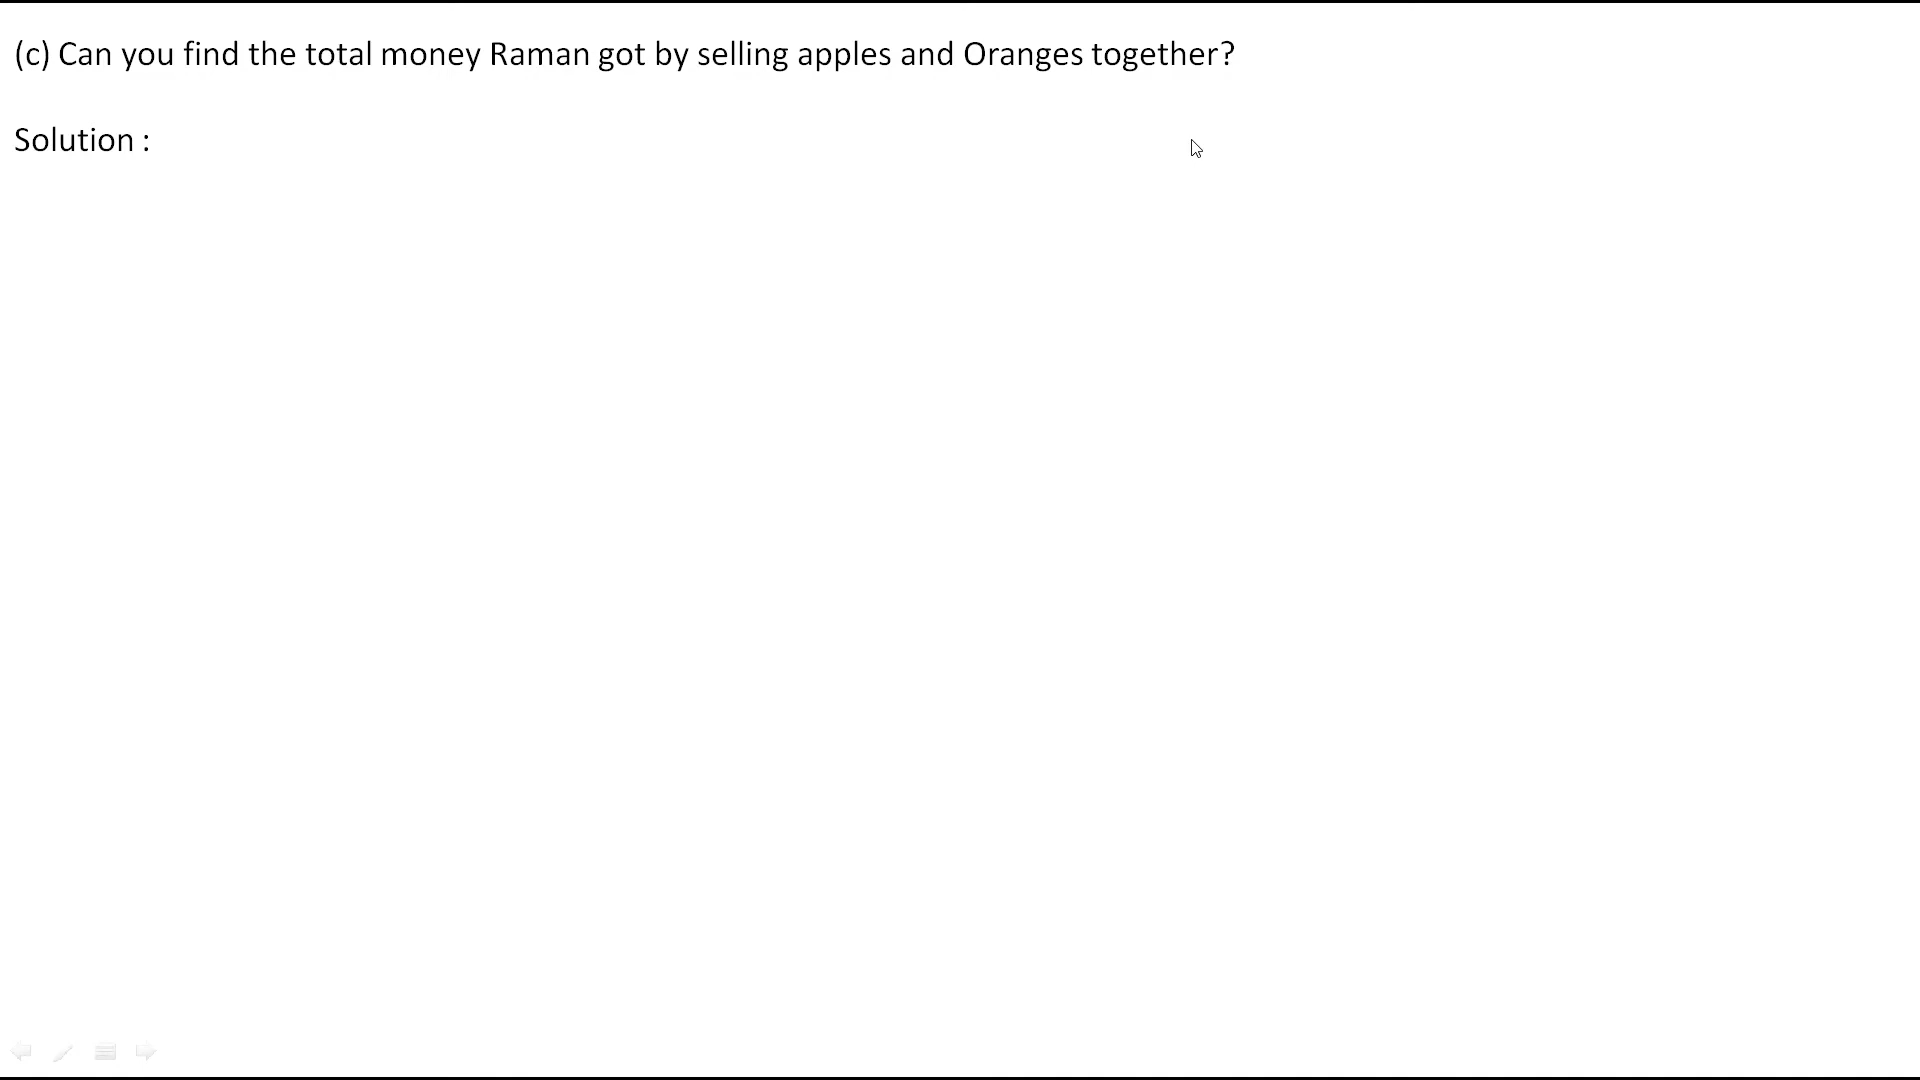 (c) Can you find the total money Raman got by selling apples and Oranges together?
Solution :